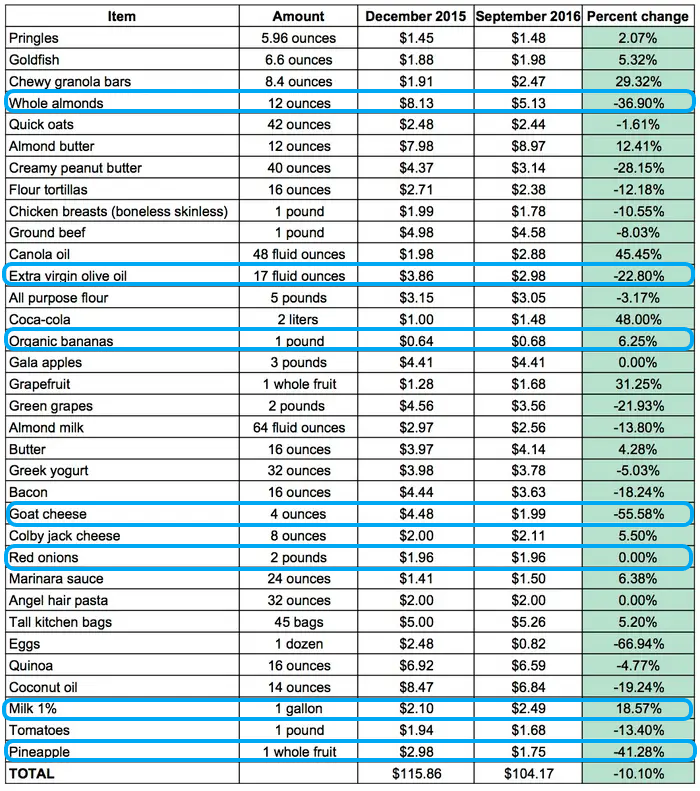 Item Amount December 2015 September 2016 Percent change
Pringles 5.96 ounces $1.45 $1.48 2.07%
Goldfish 6.6 ounces $1.88 $1.98 5.32%
Chewy granola bars 8.4 ounces $1.91 $2.47 29.32%
Whole almonds 12 ounces $8.13 $5.13 -36.90%
Quick oats 42 ounces $2.48 $2.44 -1.61%
Almond butter 12 ounces $7.98 $8.97 12.41%
Creamy peanut butter 40 ounces $4.37 $3.14 -28.15%
Flour tortillas 16 ounces $2.71 $2.38 -12.18%
Chicken breasts (boneless skinless) 1 pound $1.99 $1.78 -10.55%
Ground beef 1 pound $4.98 $4.58 -8.03%
Canola oil 48 fluid ounces $1.98 $2.88 45.45%
Extra virgin olive oil 17 fluid ounces $3.86 $2.98 -22.80%
All purpose flour 5 pounds $3.15 $3.05 -3.17%
Coca-cola 2 liters $1.00 $1.48 48.00%
Organic bananas 1 pound $0.64 $0.68 6.25%
Gala apples 3 pounds $4.41 $4.41 0.00%
Grapefruit 1 whole fruit $1.28 $1.68 31.25%
Green grapes 2 pounds $4.56 $3.56 -21.93%
Almond milk 64 fluid ounces $2.97 $2.56 -13.80%
Butter 16 ounces $3.97 $4.14 4.28%
Greek yogurt 32 ounces $3.98 $3.78 -5.03%
Bacon 16 ounces $4.44 $3.63 -18.24%
Goat cheese 4 ounces $4.48 $1.99 -55.58%
Colby jack cheese 8 ounces $2.00 $2.11 5.50%
Red onions 2 pounds $1.96 $1.96 0.00%
Marinara sauce 24 ounces $1.41 $1.50 6.38%
Angel hair pasta 32 ounces $2.00 $2.00 0.00%
Tall kitchen bags 45 bags $5.00 $5.26 5.20%
Eggs 1 dozen $2.48 $0.82 -66.94%
Quinoa 16 ounces $6.92 $6.59 -4.77%
Coconut oil 14 ounces $8.47 $6.84 -19.24%
Milk 1% 1 gallon $2.10 $2.49 18.57%
Tomatoes 1 pound $1.94 $1.68 -13.40%
Pineapple 1 whole fruit $2.98 $1.75 -41.28%
TOTAL $115.86 $104.17 -10.10%